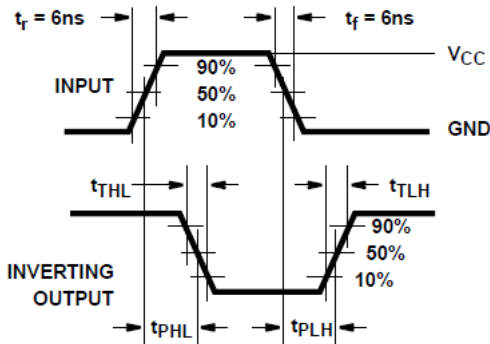 tr = 6ns
tf = 6ns
VCC
INPUT
90%
50%
10%
GND
tTHL
tTLH
90%
50%
10%
INVERTING
OUTPUT
tPHL
tPLH